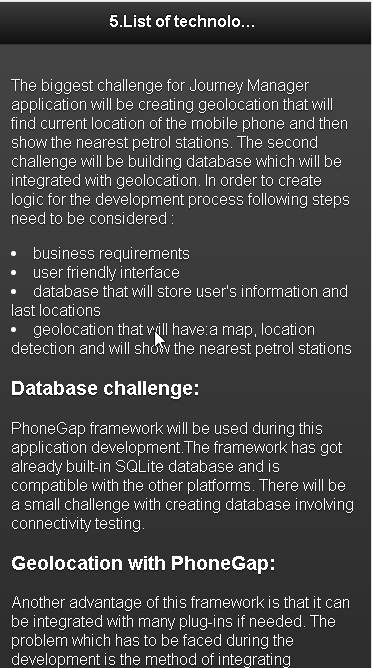 5.List of technolo...
The biggest challenge for Journey Manager
application will be creating geolocation that will
find current location of the mobile phone and then
show the nearest petrol stations. The second
challenge will be building database which will be
integrated with geolocation. In order to create
logic for the development process following steps
need to be considered :
• business requirements
• user friendly interface
• database that will store user's information and
last locations
• geolocation that will have:a map, location
detection and will show the nearest petrol stations
Database challenge:
PhoneGap framework will be used during this
application development.The framework has got
already built-in SQLite database and is
compatible with the other platforms. There will be
a small challenge with creating database involving
connectivity testing.
Geolocation with PhoneGap:
Another advantage of this framework is that it can
be integrated with many plug-ins if needed. The
problem which has to be faced during the
development is the method of integrating